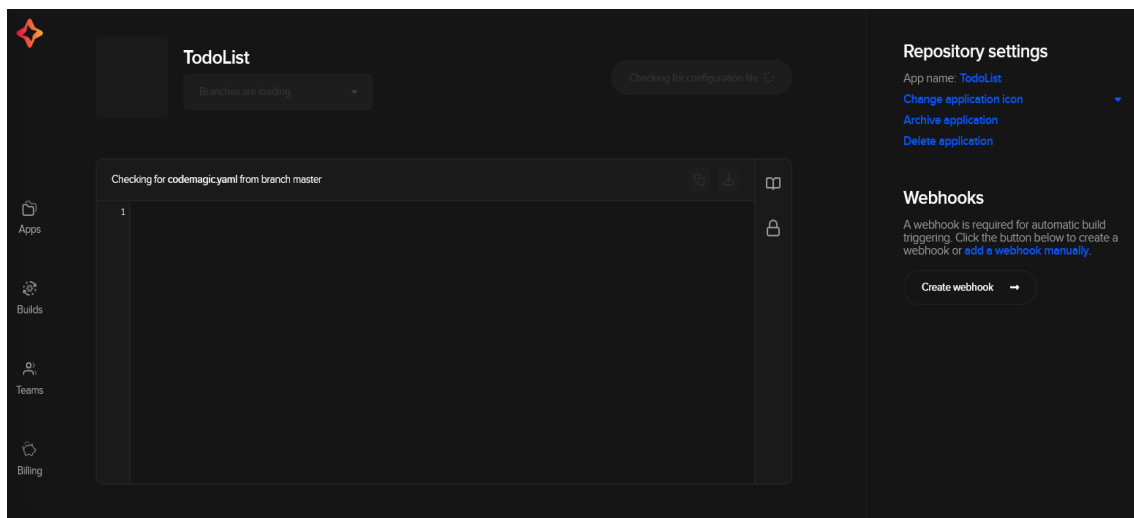 TodoList
Branches are loading
Checking for configuration file
Checking for codemagic.yaml from branch master
1
Apps
Builds
Teams
Billing
Repository settings
App name: TodoList
Change application icon
Archive application
Delete application
Webhooks
A webhook is required for automatic build
triggering. Click the button below to create a
webhook or add a webhook manually.
Create webhook